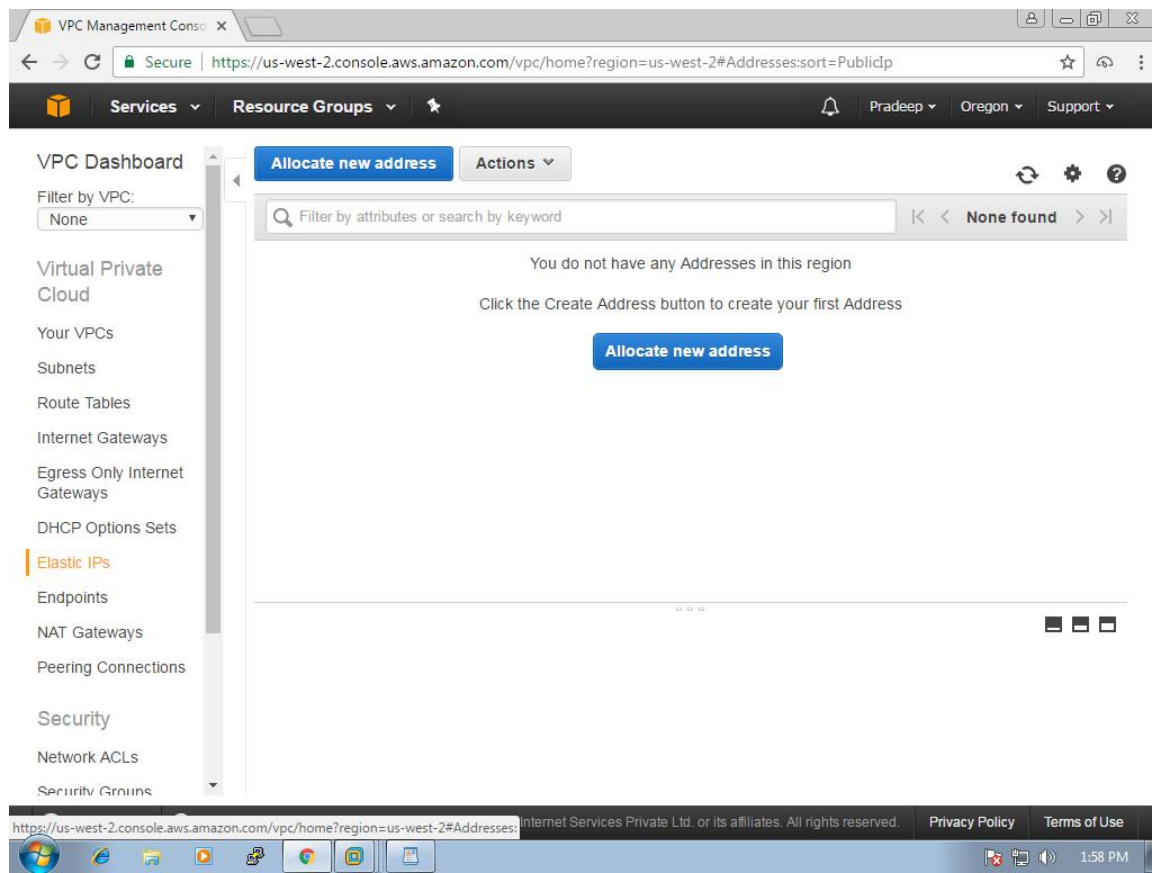 VPC Management Conso
Secure | https://us-west-2.console.aws.amazon.com/vpc/home?region=us-west-2#Addresses:sort=PublicIp
Services Resource Groups Pradeep Oregon Support
VPC Dashboard
Filter by VPC:
None
Virtual Private
Cloud
Your VPCs
Subnets
Route Tables
Internet Gateways
Egress Only Internet
Gateways
DHCP Options Sets
Elastic IPs
Endpoints
NAT Gateways
Peering Connections
Security
Network ACLs
Security Groups
Allocate new address Actions
Filter by attributes or search by keyword None found
You do not have any Addresses in this region
Click the Create Address button to create your first Address
Allocate new address
https://us-west-2.console.aws.amazon.com/vpc/home?region=us-west-2#Addresses:
Internet Services Private Ltd. or its affiliates. All rights reserved. Privacy Policy Terms of Use
1:58 PM